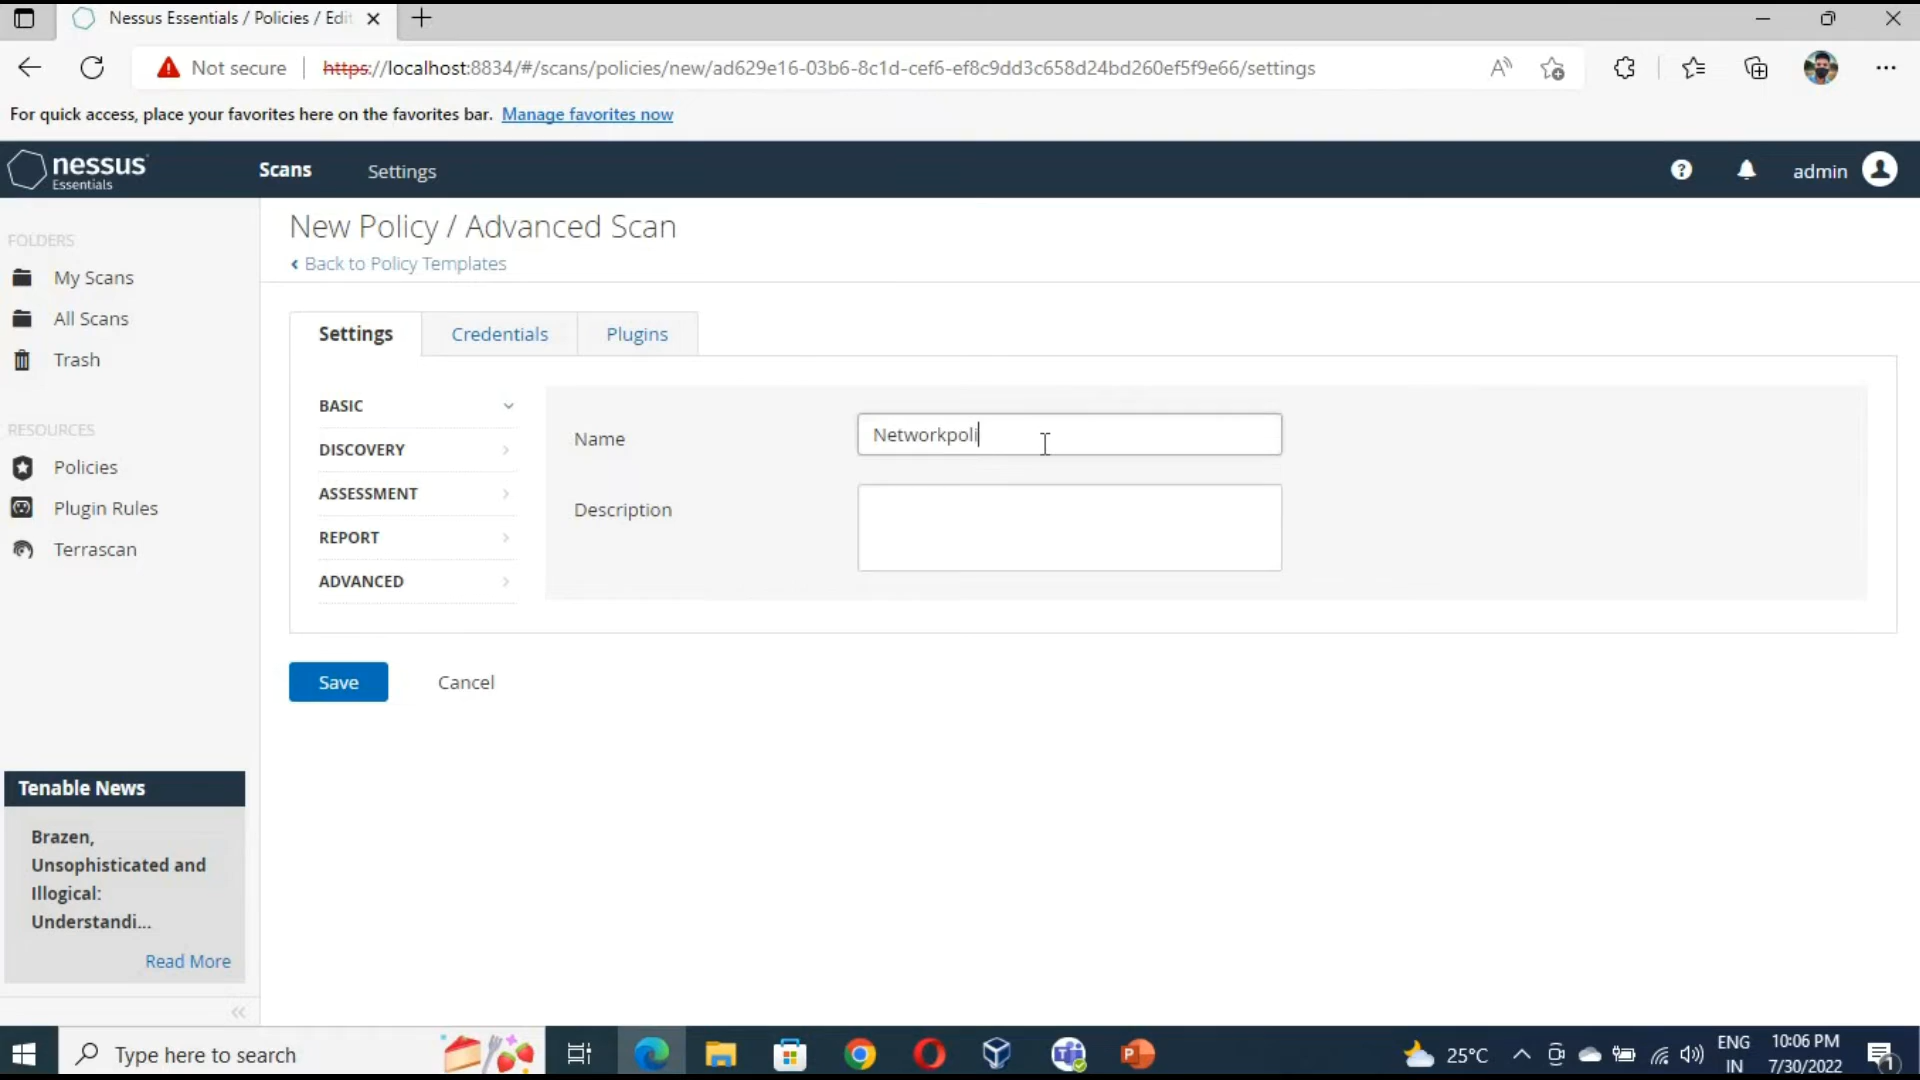 Nessus Essentials / Policies / Edit
Not secure
https://localhost:8834/#/scans/policies/new/ad629e16-03b6-8c1d-cef6-ef8c9dd3c658d24bd260ef5f9e66/settings
For quick access, place your favorites here on the favorites bar. Manage favorites now
nessus
Essentials
Scans
Settings
admin
New Policy / Advanced Scan
Back to Policy Templates
FOLDERS
My Scans
All Scans
Trash
RESOURCES
Policies
Plugin Rules
Terrascan
Settings
Credentials
Plugins
BASIC
DISCOVERY
ASSESSMENT
REPORT
ADVANCED
Name
Networkpoli
Description
Save
Cancel
Tenable News
Brazen,
Unsophisticated and
Illogical:
Understandi...
Read More
Type here to search
25°C
ENG
IN
10:06 PM
7/30/2022
1